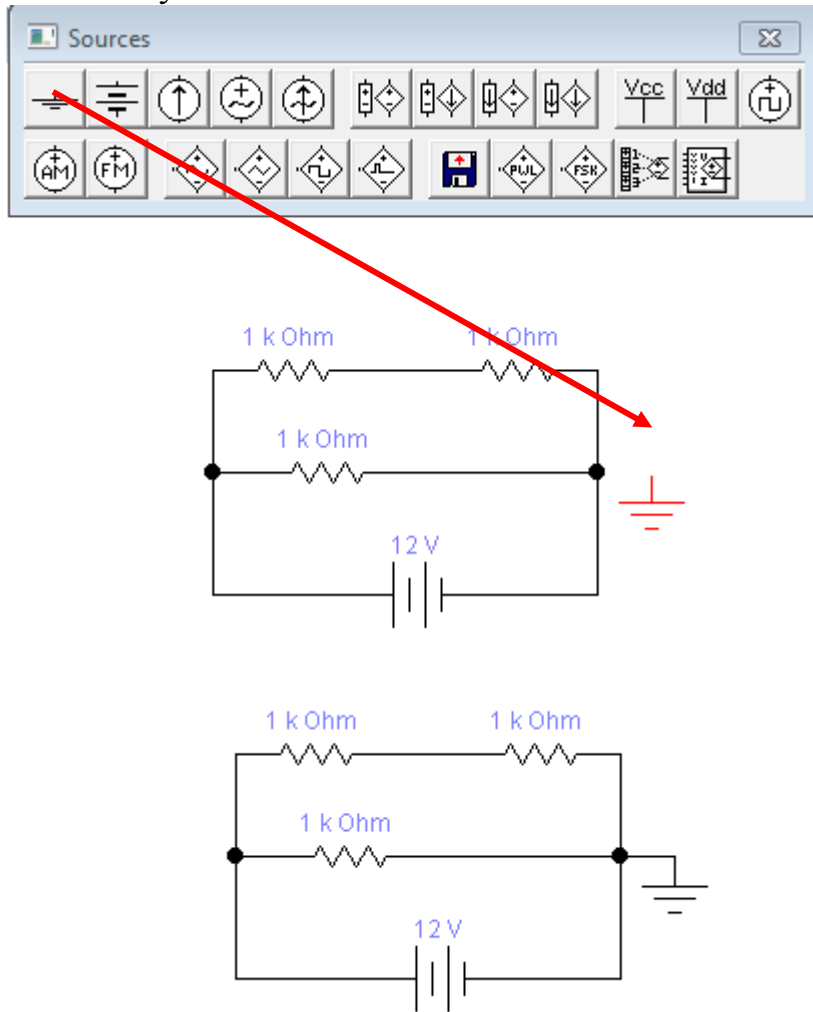 Sources
Vcc Vdd
AM FM PWL FSK
1 k Ohm 1 k Ohm
1 k Ohm
12 V
1 k Ohm 1 k Ohm
1 k Ohm
12 V